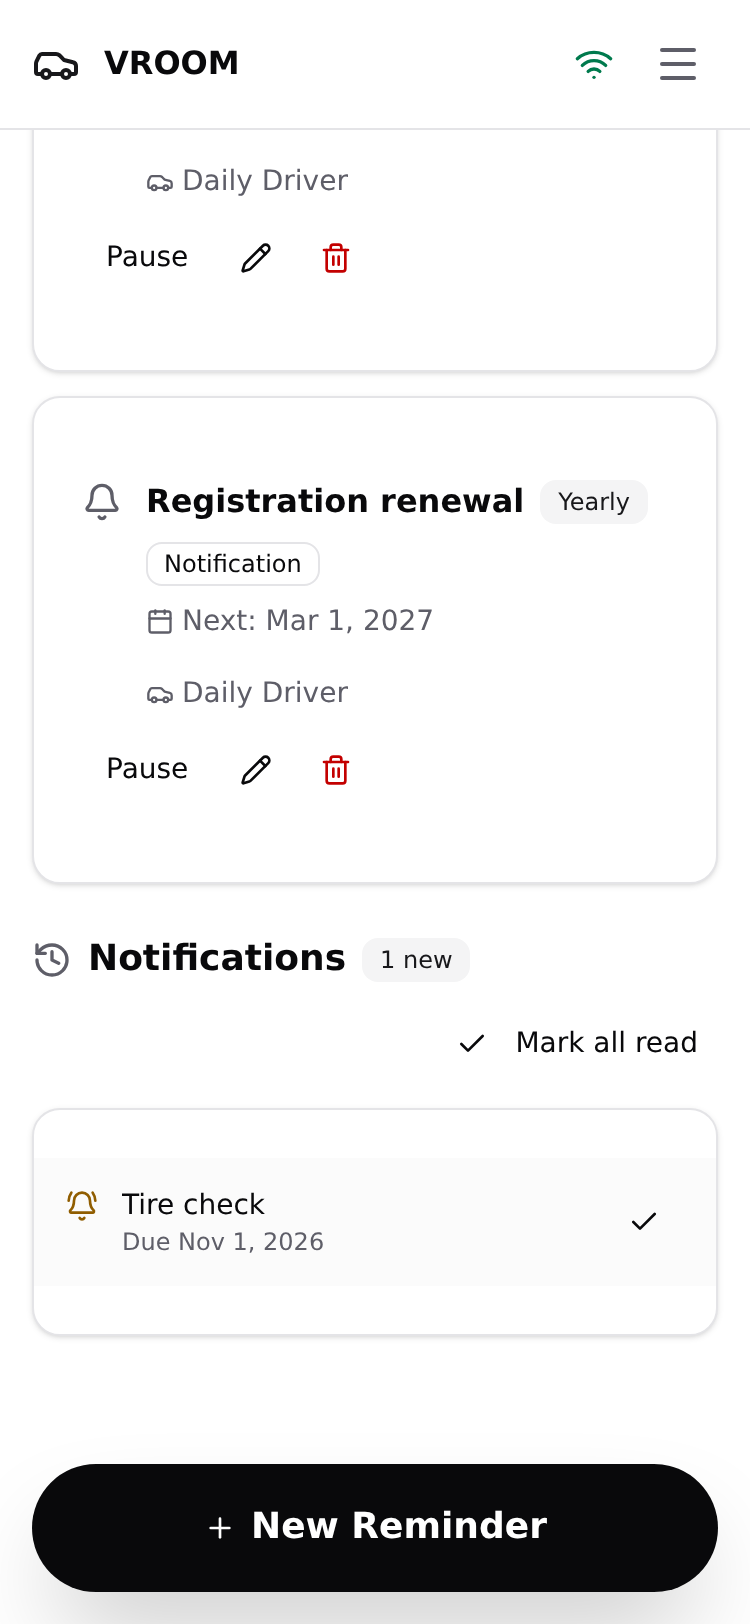 VROOM
Daily Driver
Pause
Registration renewal Yearly
Notification
Next: Mar 1, 2027
Daily Driver
Pause
Notifications 1 new
Mark all read
Tire check
Due Nov 1, 2026
+ New Reminder